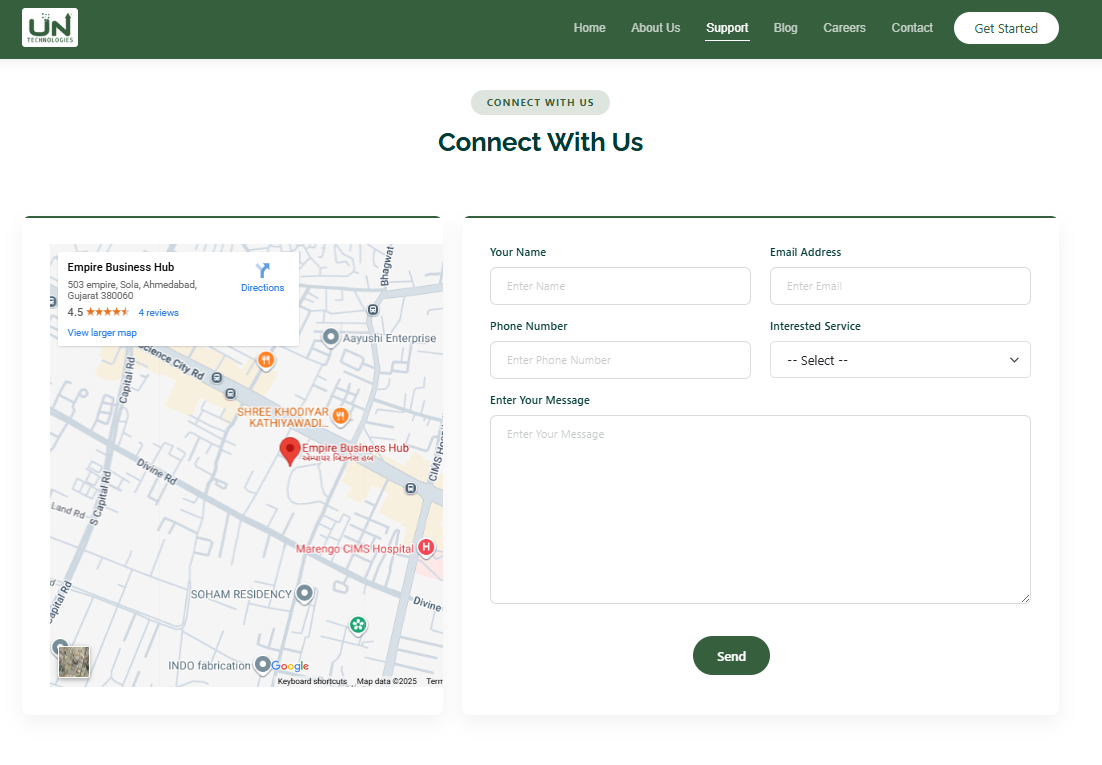 UN
TECHNOLOGIES
Home
About Us
Support
Blog
Careers
Contact
Get Started
CONNECT WITH US
Connect With Us
Empire Business Hub
503 empire, Sola, Ahmedabad,
Gujarat 380060
Directions
4.5
4 reviews
View larger map
Bhagwat
Aayushi Enterprise
Science City Rd
Capital Rd
SHREE KHODIYAR
KATHIYAWADI...
Empire Business Hub
એમ્પાયર બિઝનેસ હબ
CIMS Hosp
Divine Rd
S Capital Rd
Land Rd
Marengo CIMS Hospital
H
SOHAM RESIDENCY
Divine
apital Rd
INDO fabrication
Google
Keyboard shortcuts
Map data ©2025
Term
Your Name
Enter Name
Email Address
Enter Email
Phone Number
Enter Phone Number
Interested Service
-- Select --
Enter Your Message
Enter Your Message
Send